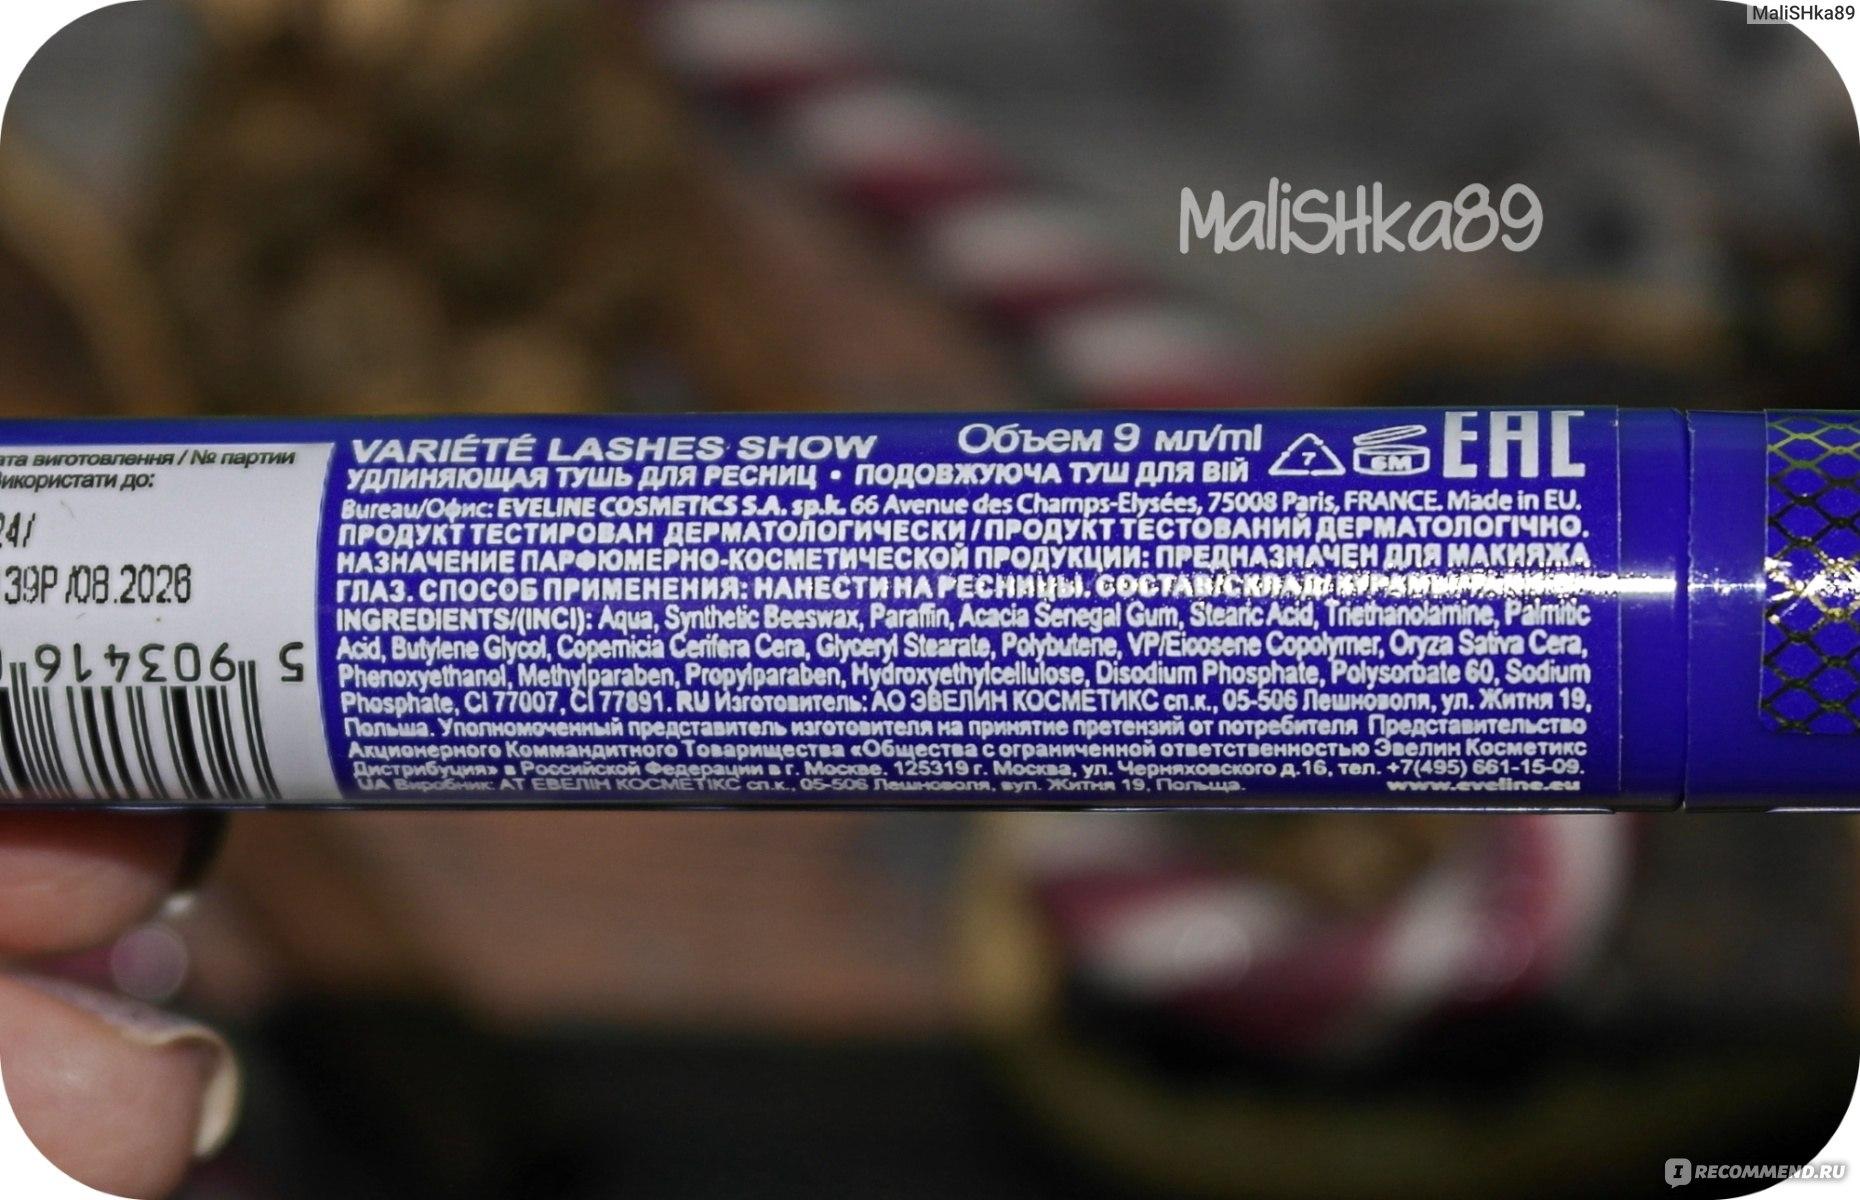 MaliSHka89
MaliSHka89
ата виготовлення / № партии
икористати до:
24/
39P /08.2026
5 903416
VARIÉTÉ LASHES SHOW Объем 9 мл/ml
7
6M
EAC
УДЛИНЯЮЩАЯ ТУШЬ ДЛЯ РЕСНИЦ • ПОДОВЖУЮЧА ТУШ ДЛЯ ВІЙ
Bureau/Офис: EVELINE COSMETICS S.A. sp.k. 66 Avenue des Champs-Elysées, 75008 Paris, FRANCE. Made in EU.
ПРОДУКТ ТЕСТИРОВАН ДЕРМАТОЛОГИЧЕСКИ / ПРОДУКТ ТЕСТОВАНИЙ ДЕРМАТОЛОГІЧНО.
НАЗНАЧЕНИЕ ПАРФЮМЕРНО-КОСМЕТИЧЕСКОЙ ПРОДУКЦИИ: ПРЕДНАЗНАЧЕН ДЛЯ МАКИЯЖА
ГЛАЗ. СПОСОБ ПРИМЕНЕНИЯ: НАНЕСТИ НА РЕСНИЦЫ. СОСТАВ/СКЛАД/
INGREDIENTS/(INCI): Aqua, Synthetic Beeswax, Paraffin, Acacia Senegal Gum, Stearic Acid, Triethanolamine, Palmitic
Acid, Butylene Glycol, Copernicia Cerifera Cera, Glyceryl Stearate, Polybutene, VP/Eicosene Copolymer, Oryza Sativa Cera,
Phenoxyethanol, Methylparaben, Propylparaben, Hydroxyethylcellulose, Disodium Phosphate, Polysorbate 60, Sodium
Phosphate, CI 77007, CI 77891. RU Изготовитель: АО ЭВЕЛИН КОСМЕТИКС сп.к., 05-506 Лешноволя, ул. Житня 19,
Польша. Уполномоченный представитель изготовителя на принятие претензий от потребителя Представительство
Акционерного Коммандитного Товарищества «Общества с ограниченной ответственностью Эвелин Косметикс
Дистрибуция» в Российской Федерации в г. Москве. 125319 г. Москва, ул. Черняховского д.16, тел. +7(495) 661-15-09.
UA Виробник: АТ ЕВЕЛІН КОСМЕТІКС сп.к., 05-506 Лешноволя, вул. Житня 19, Польща. www.eveline.eu
I RECOMMEND.RU